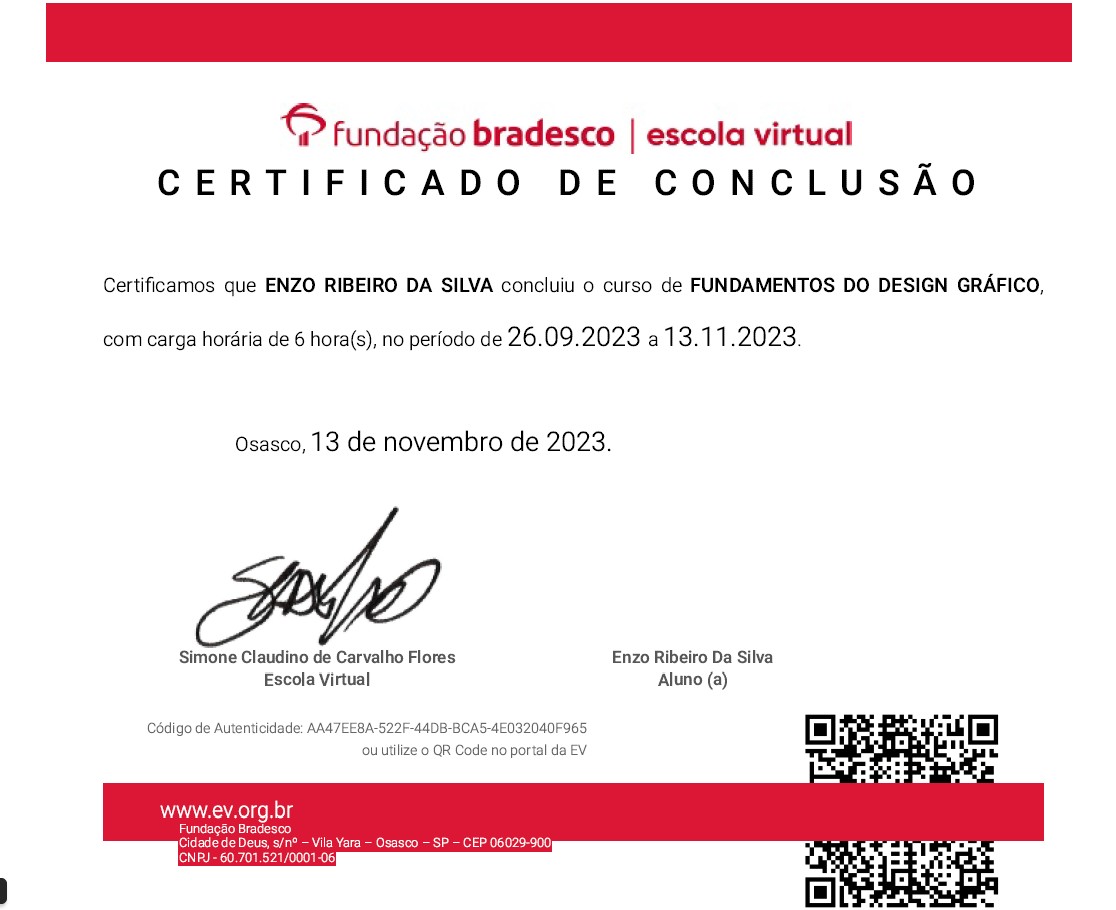 fundação bradesco | escola virtual
CERTIFICADO DE CONCLUSÃO
Certificamos que ENZO RIBEIRO DA SILVA concluiu o curso de FUNDAMENTOS DO DESIGN GRÁFICO,
com carga horária de 6 hora(s), no período de 26.09.2023 a 13.11.2023.
Osasco, 13 de novembro de 2023.
Simone Claudino de Carvalho Flores
Escola Virtual
Enzo Ribeiro Da Silva
Aluno (a)
Código de Autenticidade: AA47EE8A-522F-44DB-BCA5-4E032040F965
ou utilize o QR Code no portal da EV
www.ev.org.br
Fundação Bradesco
Cidade de Deus, s/nº – Vila Yara – Osasco – SP – CEP 06029-900
CNPJ - 60.701.521/0001-06